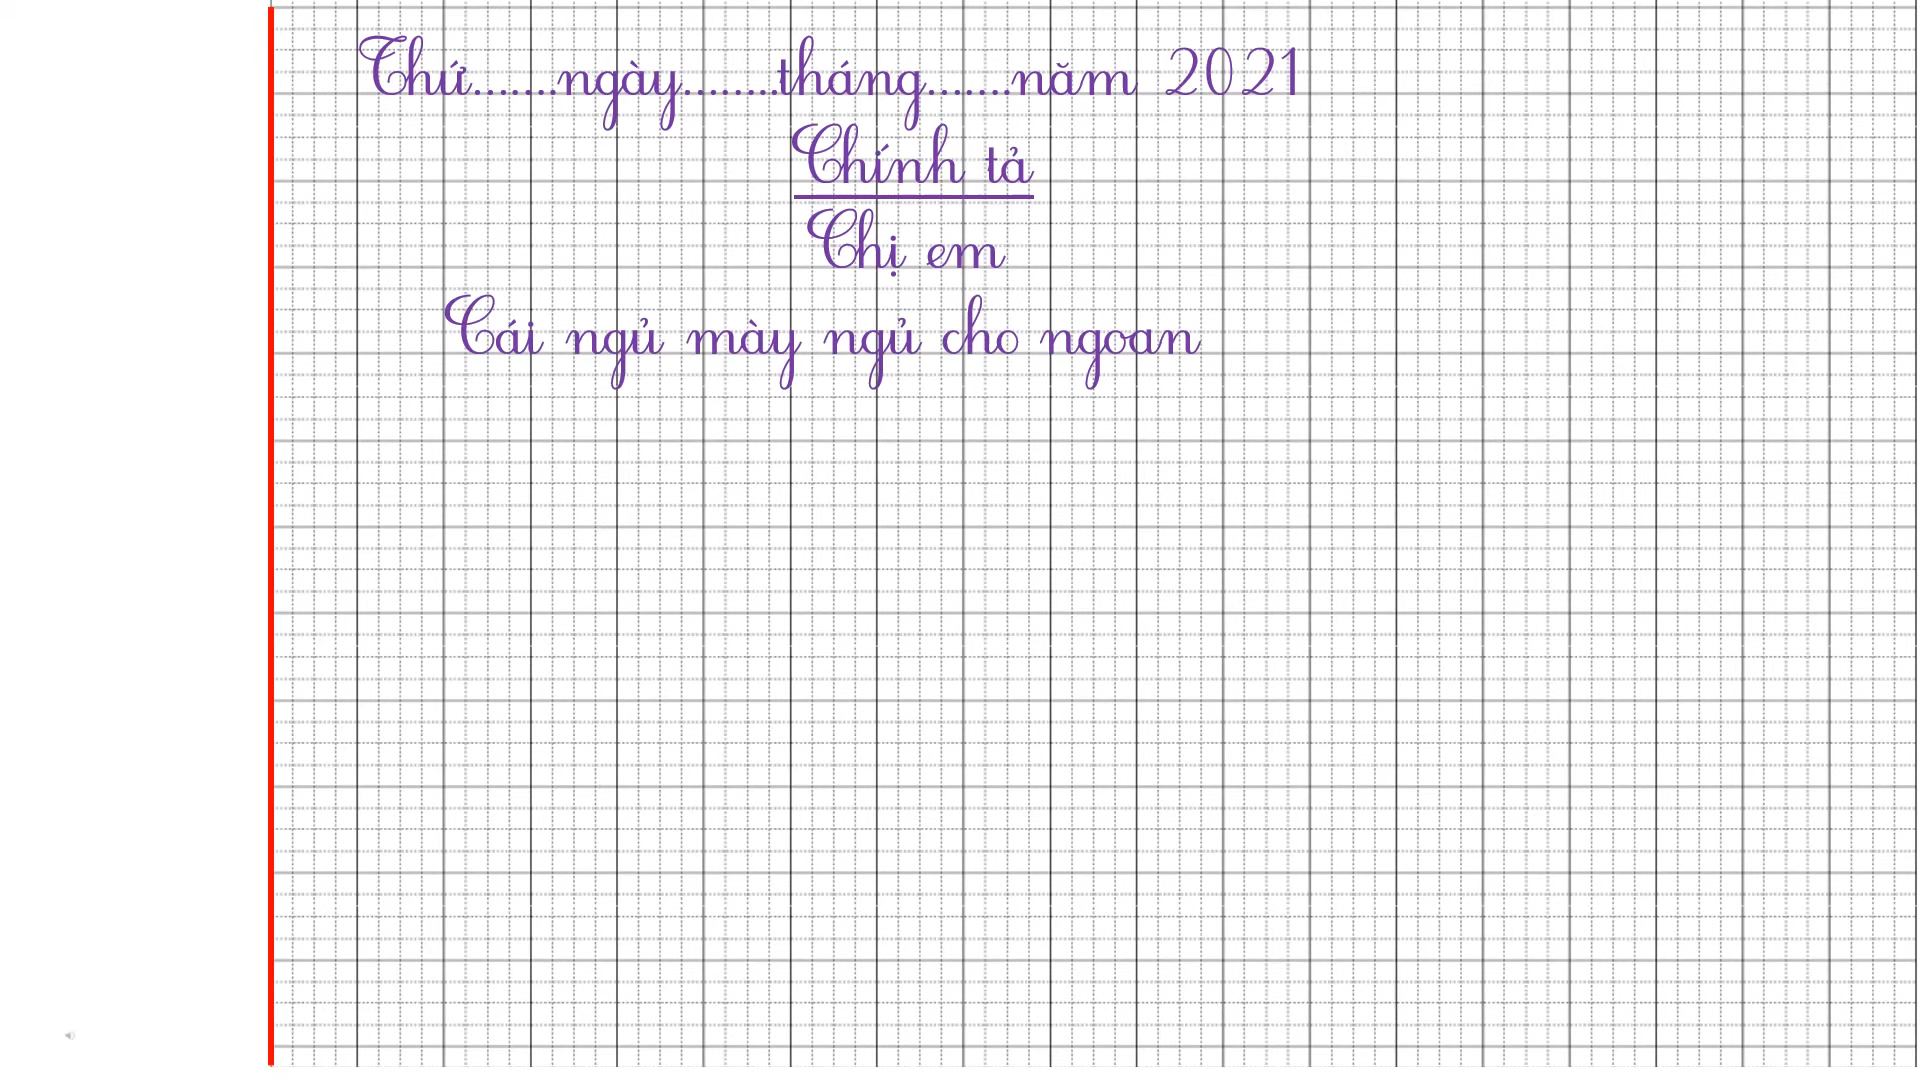 Thứ.......ngày........tháng.......năm 2021
Chính tả
Chị em
Cái ngủ mày ngủ cho ngoan